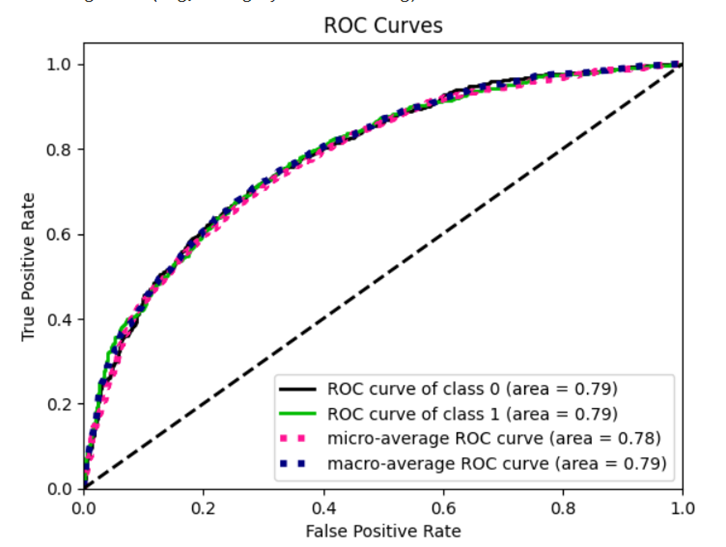 ROC Curves
True Positive Rate
1.0
0.8
0.6
0.4
0.2
0.0
ROC curve of class 0 (area = 0.79)
ROC curve of class 1 (area = 0.79)
micro-average ROC curve (area = 0.78)
macro-average ROC curve (area = 0.79)
0.0 0.2 0.4 0.6 0.8 1.0
False Positive Rate